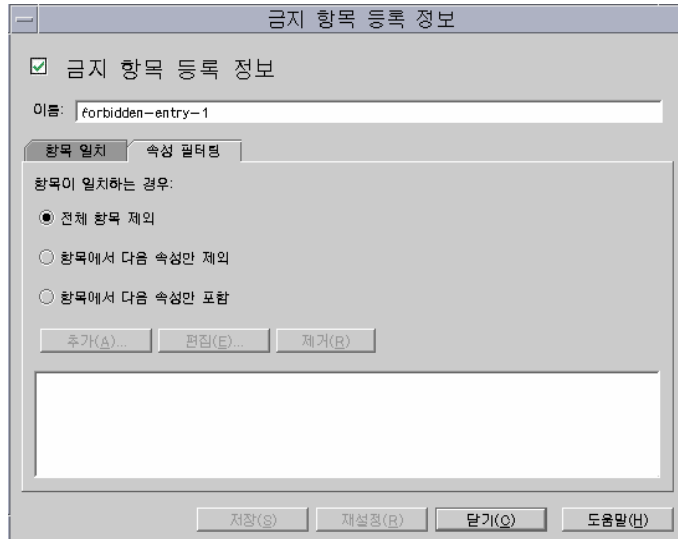 금지 항목 등록 정보
금지 항목 등록 정보
이름: forbidden-entry-1
항목 일치 속성 필터링
항목이 일치하는 경우:
전체 항목 제외
항목에서 다음 속성만 제외
항목에서 다음 속성만 포함
추가(A)... 편집(E)... 제거(R)
저장(S) 재설정(R) 닫기(O) 도움말(H)